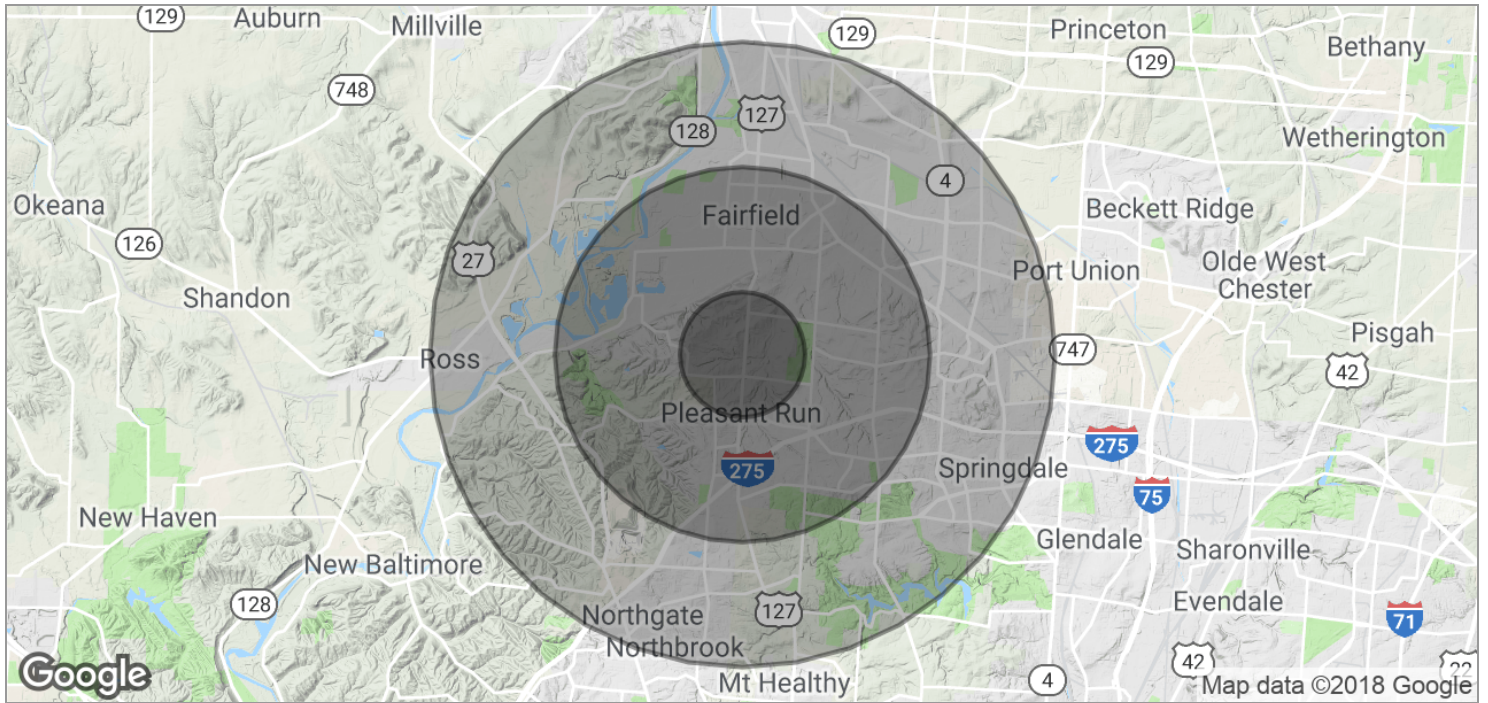 129
Auburn
Millville
129
Princeton
Bethany
129
748
127
128
Wetherington
4
Okeana
Fairfield
Beckett Ridge
126
27
Port Union
Olde West
Chester
Shandon
Pisgah
Ross
747
42
Pleasant Run
275
Springdale
275
75
New Haven
Glendale
Sharonville
New Baltimore
128
Northgate
127
Evendale
71
Northbrook
Google
Mt Healthy
4
42
22
Map data ©2018 Google